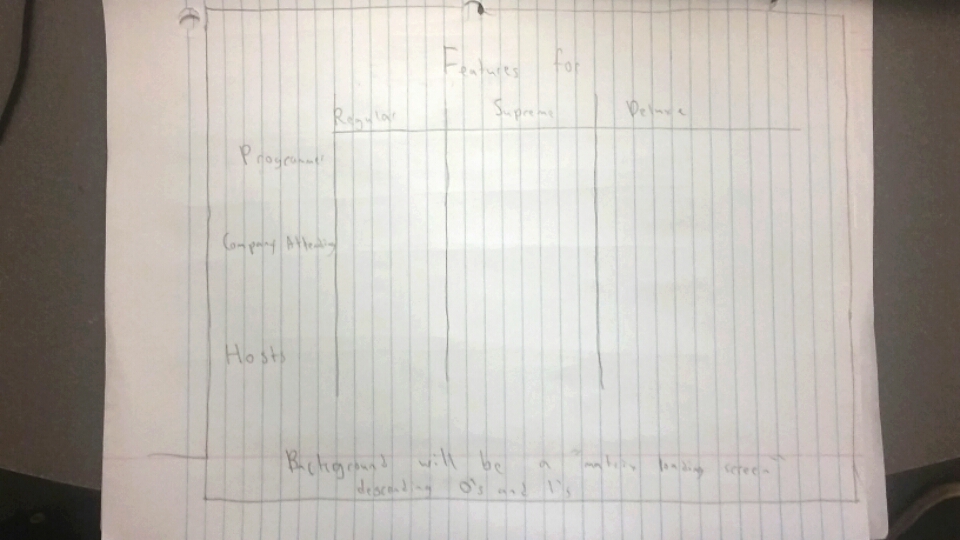 Features for
Regular Supreme Deluxe
Programmer
Company Attending
Hosts
Background will be a "matrix loading screen"
descending 0's and 1's